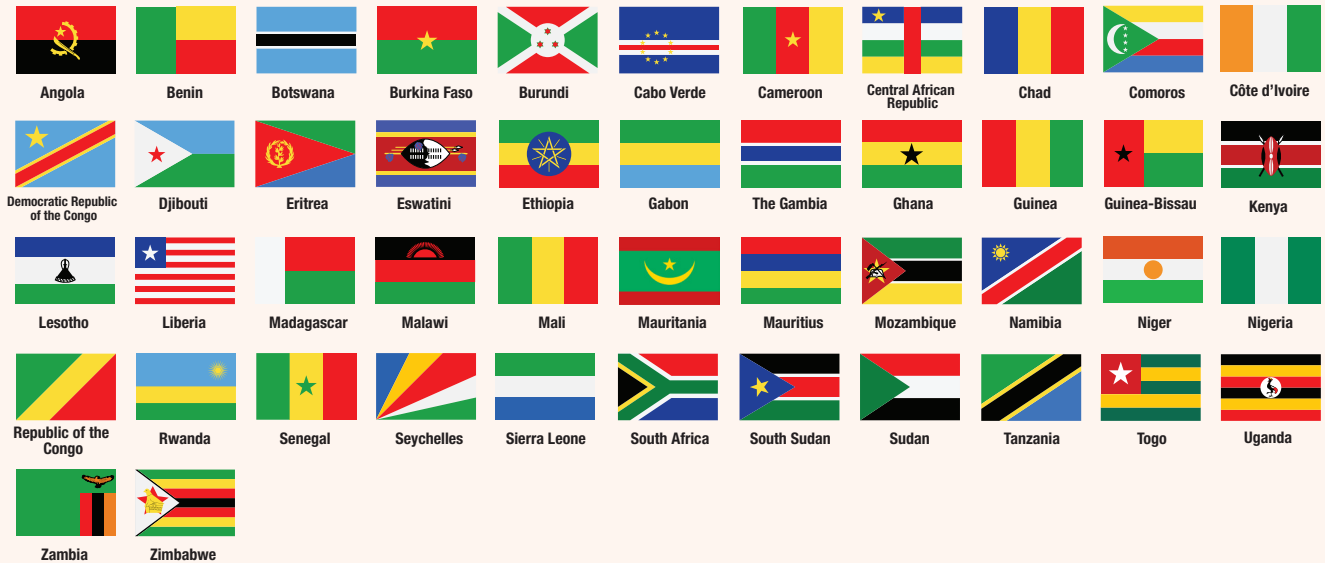 Angola
Benin
Botswana
Burkina Faso
Burundi
Cabo Verde
Cameroon
Central African
Republic
Chad
Comoros
Côte d’Ivoire
Democratic Republic
of the Congo
Djibouti
Eritrea
Eswatini
Ethiopia
Gabon
The Gambia
Ghana
Guinea
Guinea-Bissau
Kenya
Lesotho
Liberia
Madagascar
Malawi
Mali
Mauritania
Mauritius
Mozambique
Namibia
Niger
Nigeria
Republic of the
Congo
Rwanda
Senegal
Seychelles
Sierra Leone
South Africa
South Sudan
Sudan
Tanzania
Togo
Uganda
Zambia
Zimbabwe